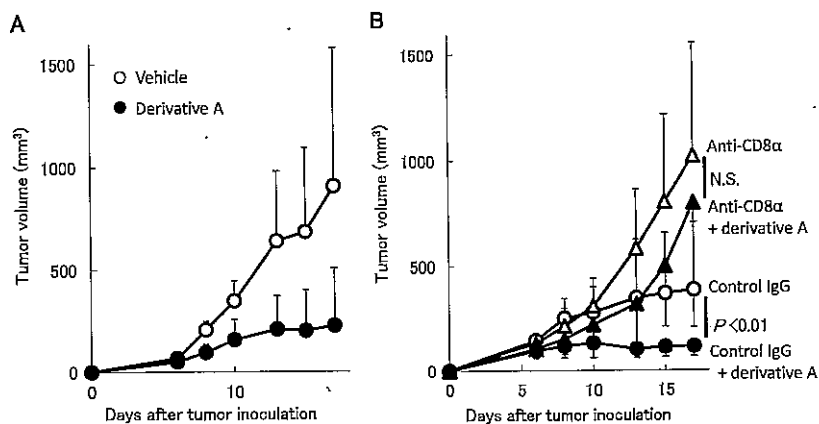 A
1500
1000
500
0
Tumor volume (mm³)
Vehicle
Derivative A
0
10
Days after tumor inoculation
B
1500
1000
500
0
Tumor volume (mm³)
Anti-CD8α
N.S.
Anti-CD8α
+ derivative A
Control IgG
P<0.01
Control IgG
+ derivative A
0
5
10
15
Days after tumor inoculation